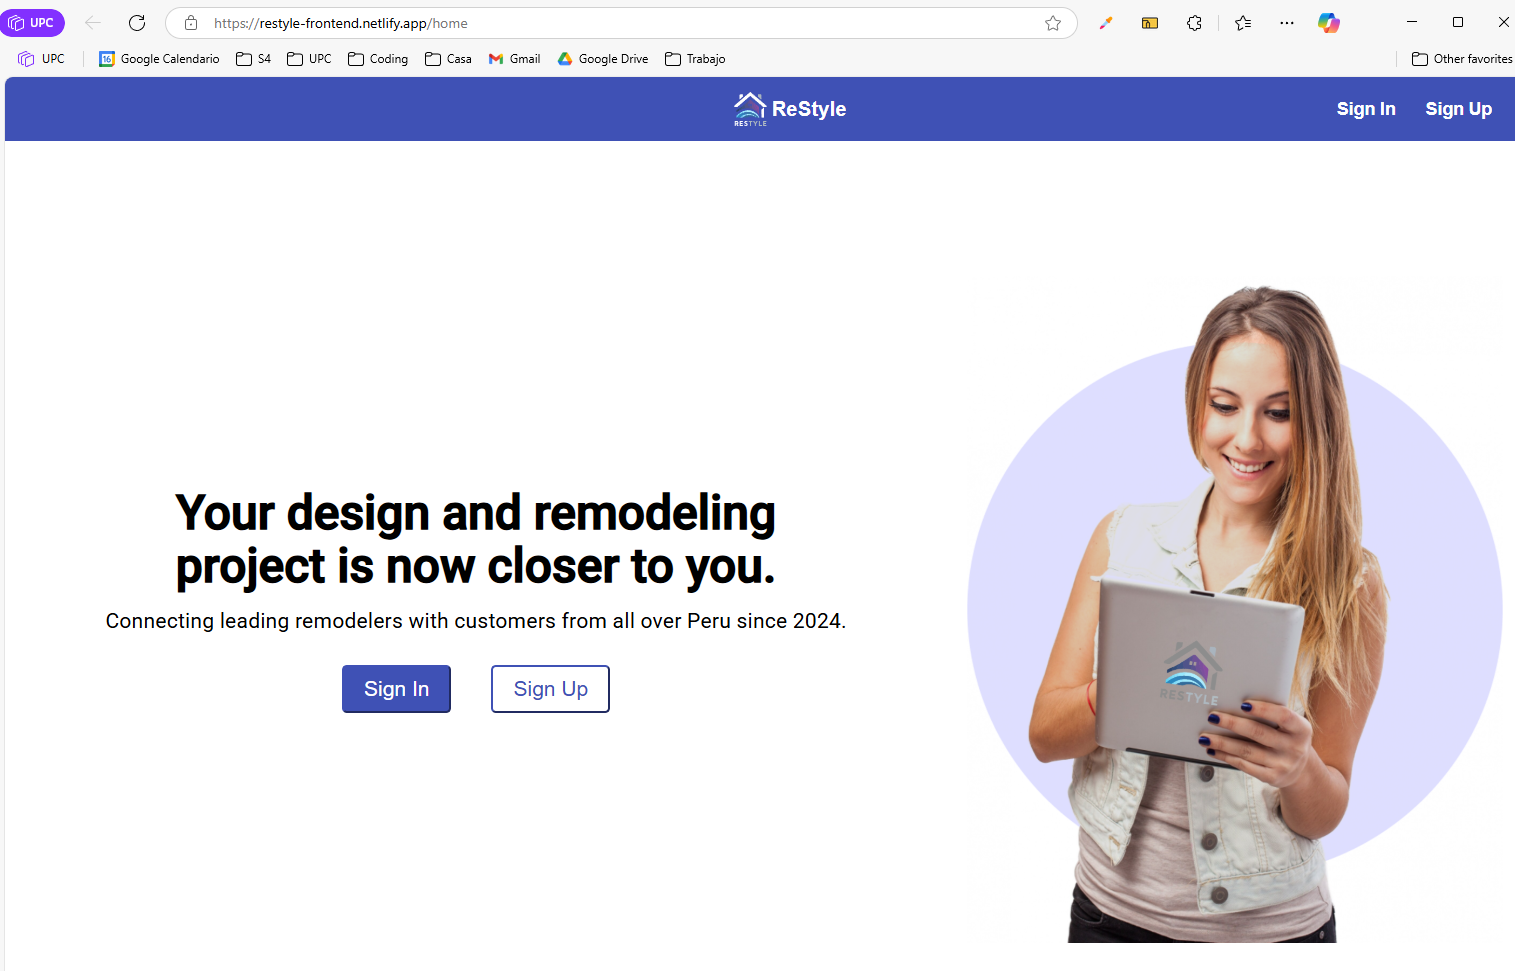 UPC
https://restyle-frontend.netlify.app/home
UPC
16
Google Calendario
S4
UPC
Coding
Casa
Gmail
Google Drive
Trabajo
Other favorites
RESTYLE
ReStyle
Sign In
Sign Up
Your design and remodeling
project is now closer to you.
Connecting leading remodelers with customers from all over Peru since 2024.
Sign In
Sign Up
RESTYLE